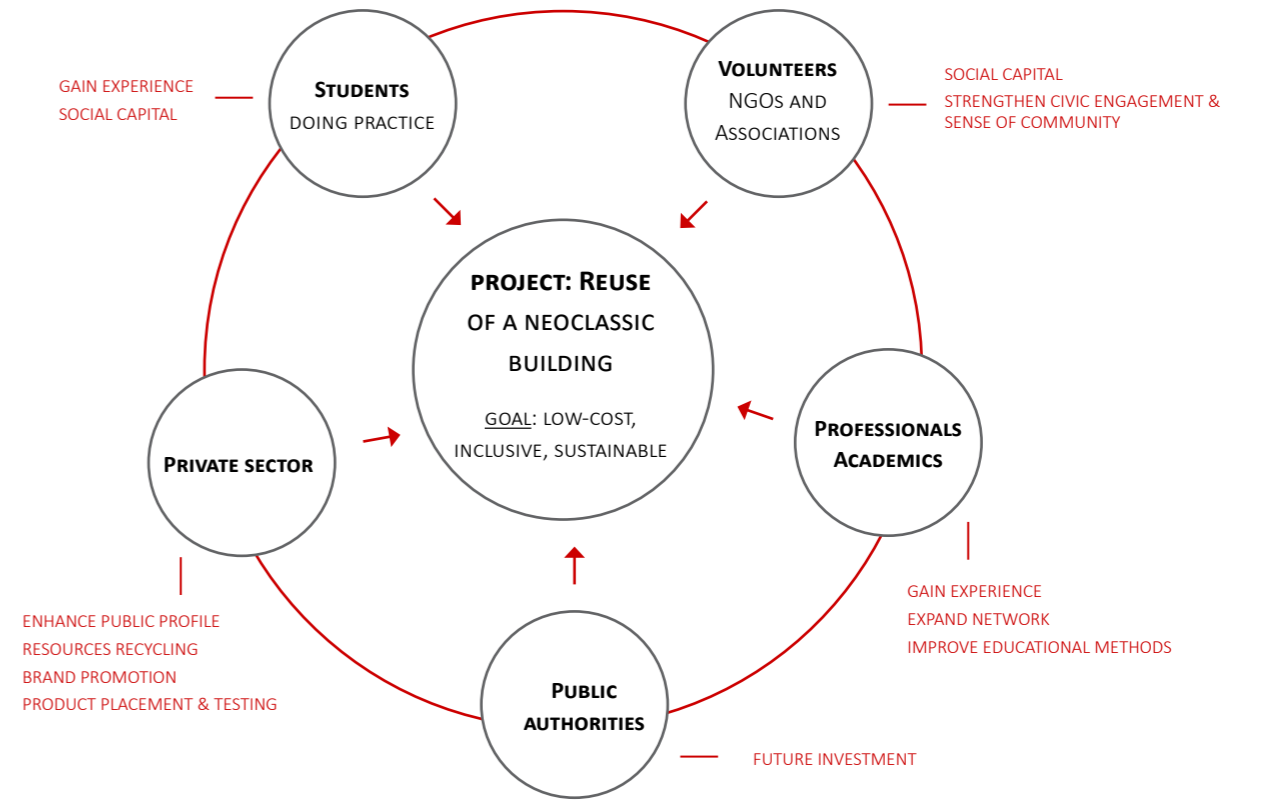 GAIN EXPERIENCE
SOCIAL CAPITAL
STUDENTS
DOING PRACTICE
VOLUNTEERS
NGOS AND
ASSOCIATIONS
SOCIAL CAPITAL
STRENGTHEN CIVIC ENGAGEMENT &
SENSE OF COMMUNITY
PROJECT: REUSE
OF A NEOCLASSIC
BUILDING
GOAL: LOW-COST,
INCLUSIVE, SUSTAINABLE
PRIVATE SECTOR
PROFESSIONALS
ACADEMICS
ENHANCE PUBLIC PROFILE
RESOURCES RECYCLING
BRAND PROMOTION
PRODUCT PLACEMENT & TESTING
GAIN EXPERIENCE
EXPAND NETWORK
IMPROVE EDUCATIONAL METHODS
PUBLIC
AUTHORITIES
FUTURE INVESTMENT